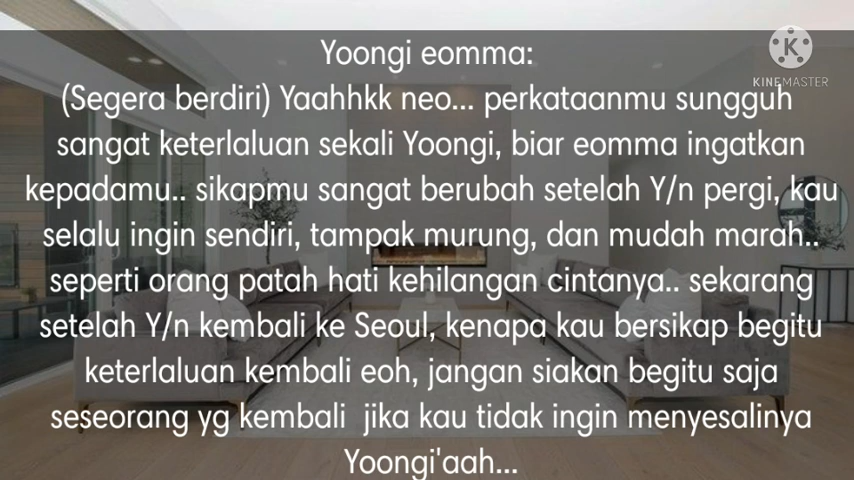 Yoongi eomma:
KINEMASTER
(Segera berdiri) Yaahhkk neo... perkataanmu sungguh
sangat keterlaluan sekali Yoongi, biar eomma ingatkan
kepadamu.. sikapmu sangat berubah setelah Y/n pergi, kau
selalu ingin sendiri, tampak murung, dan mudah marah..
seperti orang patah hati kehilangan cintanya.. sekarang
setelah Y/n kembali ke Seoul, kenapa kau bersikap begitu
keterlaluan kembali eoh, jangan siakan begitu saja
seseorang yg kembali  jika kau tidak ingin menyesalinya
Yoongi'aah...